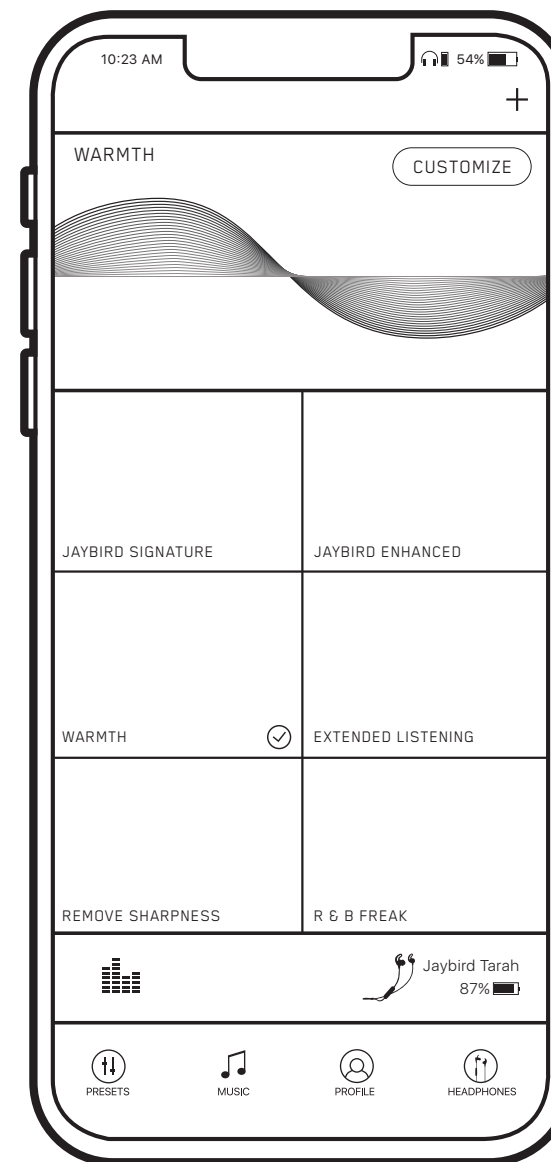 10:23 AM
54%
+
WARMTH
CUSTOMIZE
JAYBIRD SIGNATURE
JAYBIRD ENHANCED
WARMTH
EXTENDED LISTENING
REMOVE SHARPNESS
R & B FREAK
Jaybird Tarah
87%
PRESETS
MUSIC
PROFILE
HEADPHONES